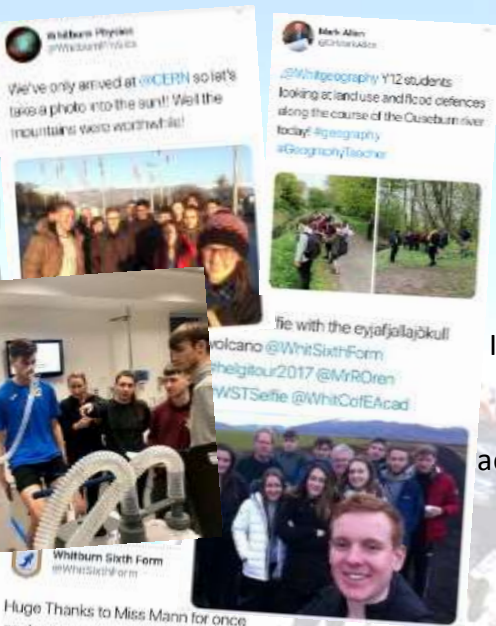 Whitburn Physics
@WhitburnPhysics
We've only arrived at @CERN so let's
take a photo into the sun!! Well the
mountains were worthwhile!
Mark Allen
.@Whitgeography Y12 students
looking at land use and flood defences
along the course of the Ouseburn river
today! #geography
#GeographyTeacher
fie with the eyjafjallajökull
volcano @WhitSixthForm
#helgitour2017 @MrROren
#WSTSelfie @WhitCofEAcad
Whitburn Sixth Form
@WhitSixthForm
Huge Thanks to Miss Mann for once